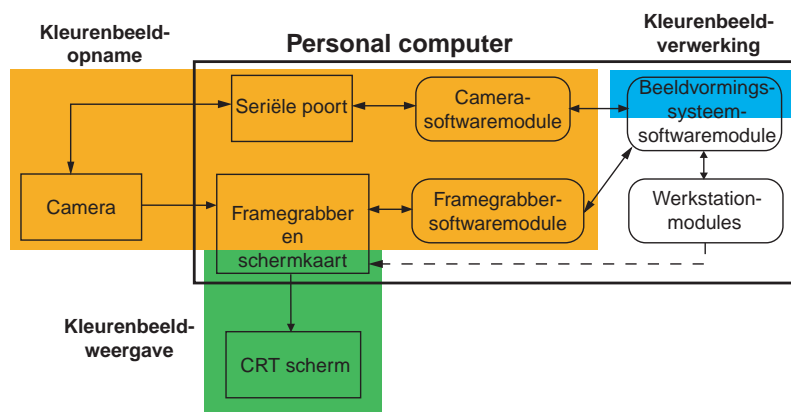 Kleurenbeeld-
opname
Personal computer
Kleurenbeeld-
verwerking
Seriële poort
Camera-
softwaremodule
Beeldvormings-
systeem-
softwaremodule
Camera
Framegrabber
en
schermkaart
Framegrabber-
softwaremodule
Werkstation-
modules
Kleurenbeeld-
weergave
CRT scherm